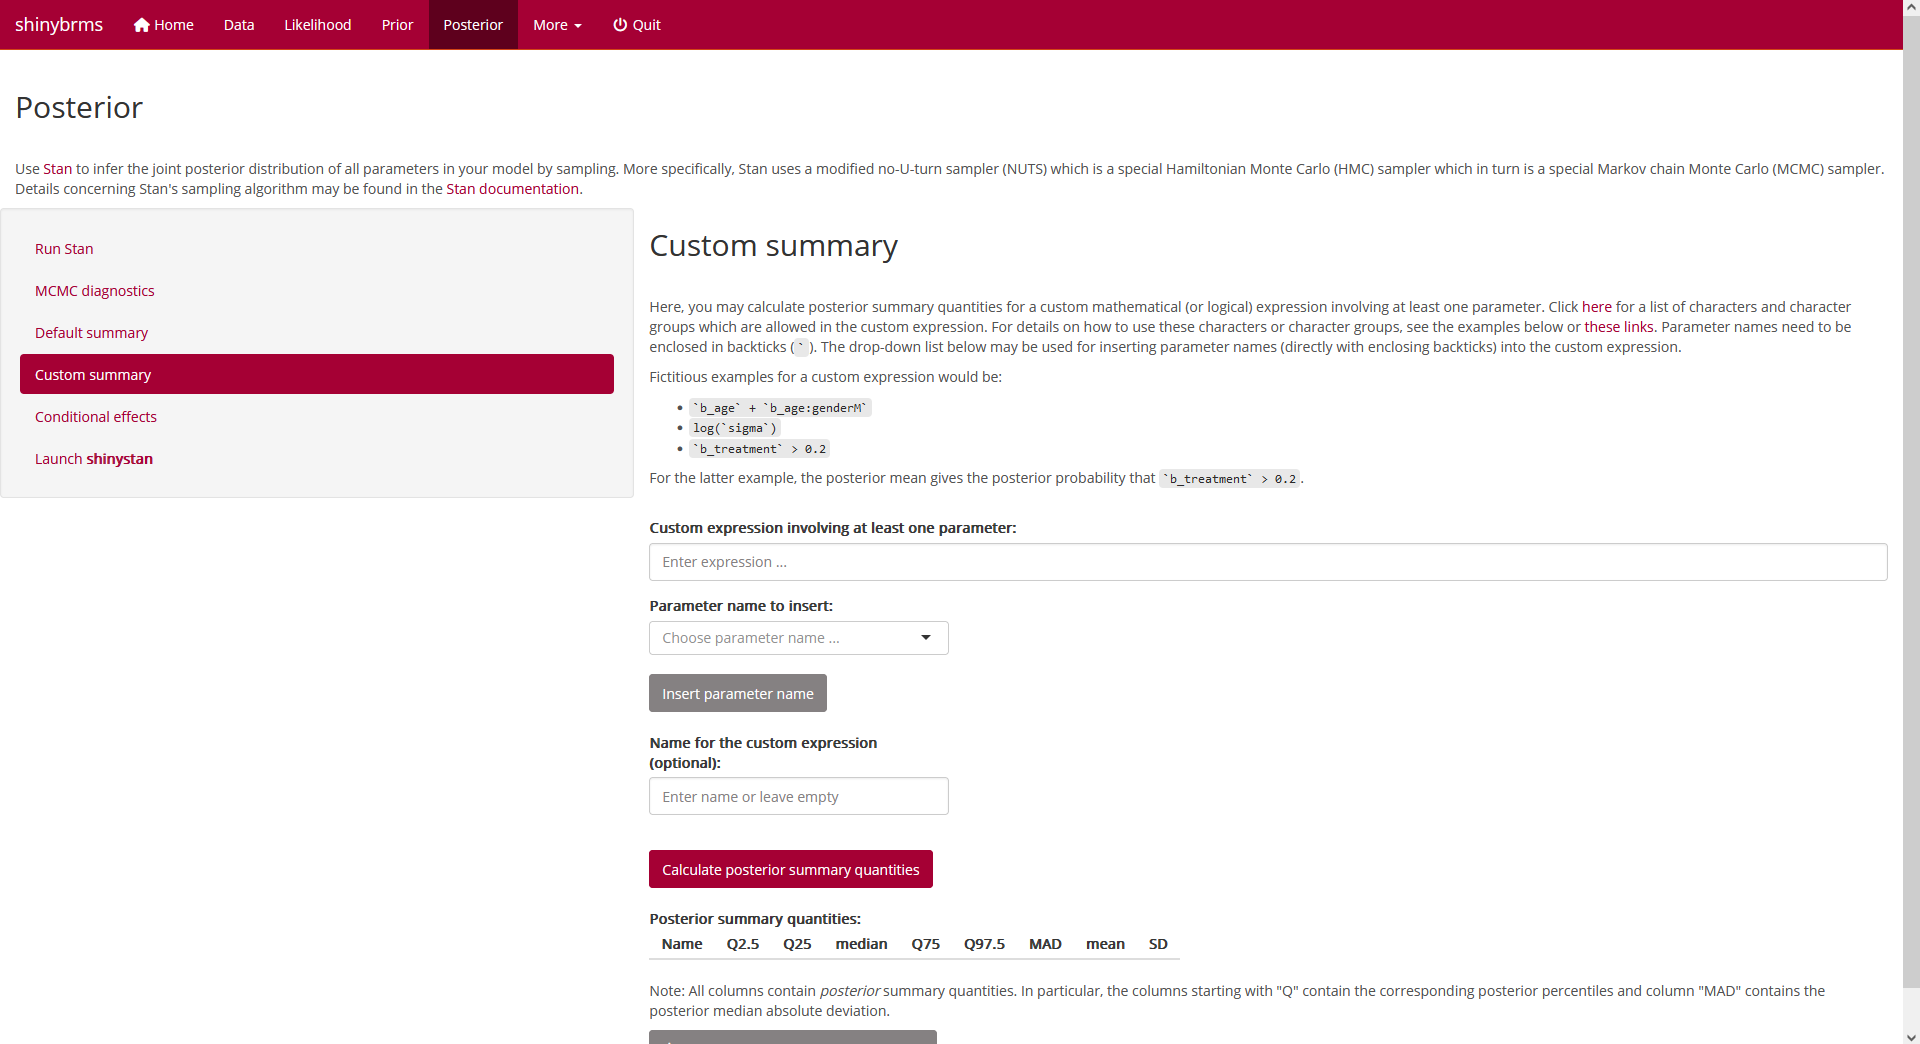 shinybrms Home Data Likelihood Prior Posterior More Quit
Posterior
Use Stan to infer the joint posterior distribution of all parameters in your model by sampling. More specifically, Stan uses a modified no-U-turn sampler (NUTS) which is a special Hamiltonian Monte Carlo (HMC) sampler which in turn is a special Markov chain Monte Carlo (MCMC) sampler.
Details concerning Stan's sampling algorithm may be found in the Stan documentation.
Run Stan
MCMC diagnostics
Default summary
Custom summary
Conditional effects
Launch shinystan
Custom summary
Here, you may calculate posterior summary quantities for a custom mathematical (or logical) expression involving at least one parameter. Click here for a list of characters and character
groups which are allowed in the custom expression. For details on how to use these characters or character groups, see the examples below or these links. Parameter names need to be
enclosed in backticks (`). The drop-down list below may be used for inserting parameter names (directly with enclosing backticks) into the custom expression.
Fictitious examples for a custom expression would be:
• `b_age` + `b_age:genderM`
• log(`sigma`)
• `b_treatment` > 0.2
For the latter example, the posterior mean gives the posterior probability that `b_treatment` > 0.2.
Custom expression involving at least one parameter:
Enter expression ...
Parameter name to insert:
Choose parameter name ...
Insert parameter name
Name for the custom expression
(optional):
Enter name or leave empty
Calculate posterior summary quantities
Posterior summary quantities:
Name Q2.5 Q25 median Q75 Q97.5 MAD mean SD
Note: All columns contain posterior summary quantities. In particular, the columns starting with "Q" contain the corresponding posterior percentiles and column "MAD" contains the
posterior median absolute deviation.